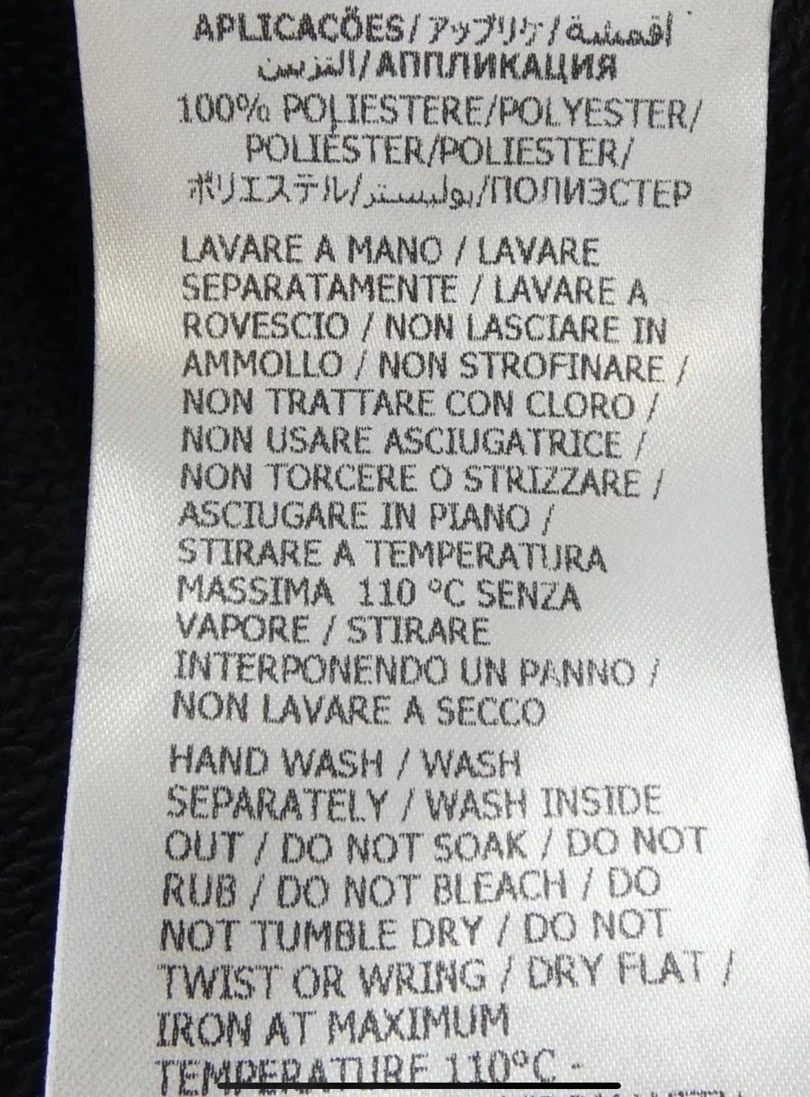 APLICACÕES/アップリケ/أقمشة
التزيين/АППЛИКАЦИЯ
100% POLIESTERE/POLYESTER/
POLIÉSTER/POLIESTER/
ポリエステル/بوليستر/ПОЛИЭСТЕР
LAVARE A MANO / LAVARE
SEPARATAMENTE / LAVARE A
ROVESCIO / NON LASCIARE IN
AMMOLLO / NON STROFINARE /
NON TRATTARE CON CLORO /
NON USARE ASCIUGATRICE /
NON TORCERE O STRIZZARE /
ASCIUGARE IN PIANO /
STIRARE A TEMPERATURA
MASSIMA 110 °C SENZA
VAPORE / STIRARE
INTERPONENDO UN PANNO /
NON LAVARE A SECCO
HAND WASH / WASH
SEPARATELY / WASH INSIDE
OUT / DO NOT SOAK / DO NOT
RUB / DO NOT BLEACH / DO
NOT TUMBLE DRY / DO NOT
TWIST OR WRING / DRY FLAT /
IRON AT MAXIMUM
TEMPERATURE 110°C -